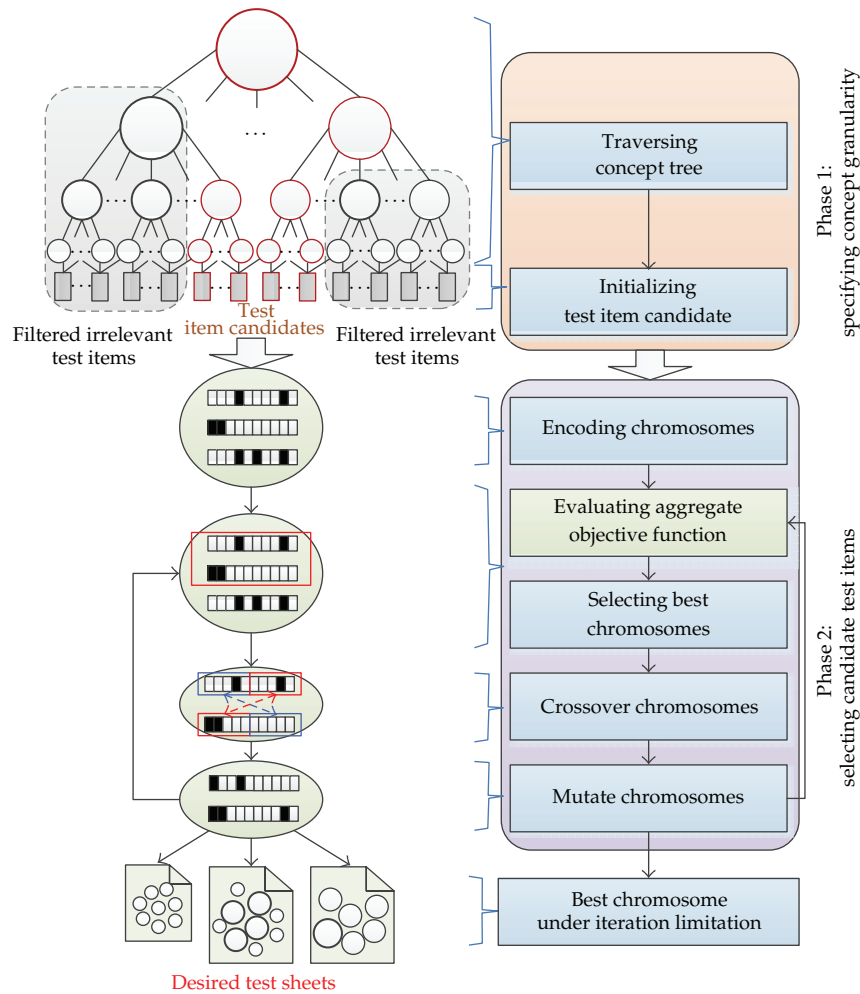 Traversing
concept tree
Initializing
test item candidate
Phase 1:
specifying concept granularity
...
Filtered irrelevant
test items
Test
item candidates
Filtered irrelevant
test items
Encoding chromosomes
Evaluating aggregate
objective function
Selecting best
chromosomes
Crossover chromosomes
Mutate chromosomes
Phase 2:
selecting candidate test items
Best chromosome
under iteration limitation
Desired test sheets